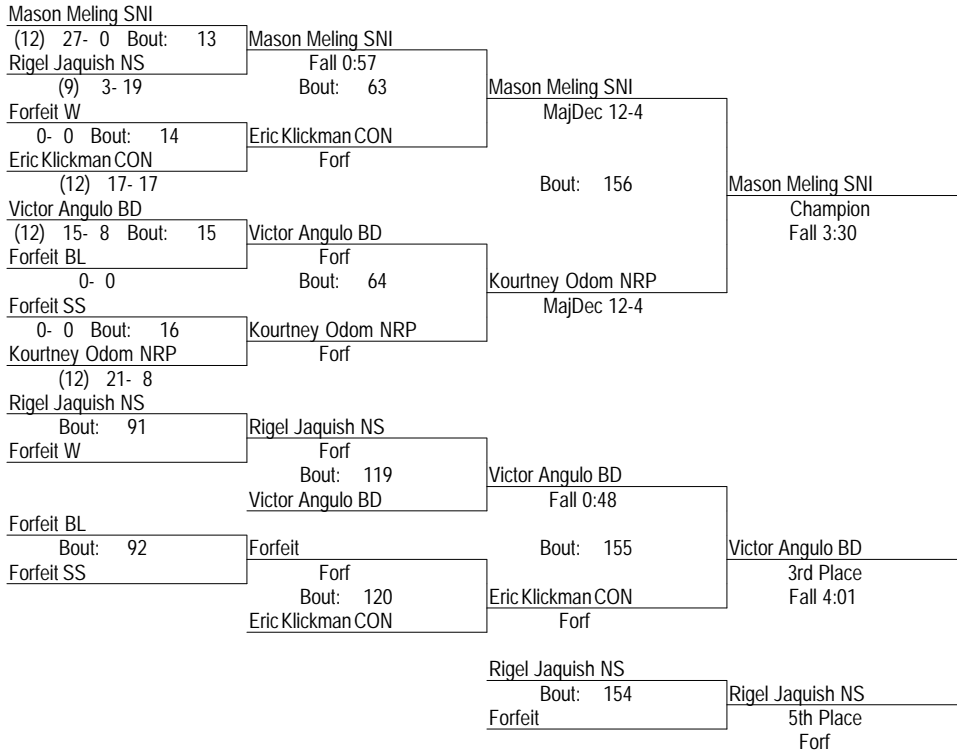 Mason Meling SNI
(12) 27- 0 Bout: 13 Mason Meling SNI
Rigel Jaquish NS Fall 0:57
(9) 3- 19 Bout: 63 Mason Meling SNI
Forfeit W MajDec 12-4
0- 0 Bout: 14 Eric Klickman CON
Eric Klickman CON Forf
(12) 17- 17 Bout: 156 Mason Meling SNI
Victor Angulo BD Champion
(12) 15- 8 Bout: 15 Victor Angulo BD Fall 3:30
Forfeit BL Forf
0- 0 Bout: 64 Kourtney Odom NRP
Forfeit SS MajDec 12-4
0- 0 Bout: 16 Kourtney Odom NRP
Kourtney Odom NRP Forf
(12) 21- 8
Rigel Jaquish NS
Bout: 91 Rigel Jaquish NS
Forfeit W Forf
Bout: 119 Victor Angulo BD
Victor Angulo BD Fall 0:48
Forfeit BL
Bout: 92 Forfeit Bout: 155 Victor Angulo BD
Forfeit SS Forf 3rd Place
Bout: 120 Eric Klickman CON Fall 4:01
Eric Klickman CON Forf
Rigel Jaquish NS
Bout: 154 Rigel Jaquish NS
Forfeit 5th Place
Forf